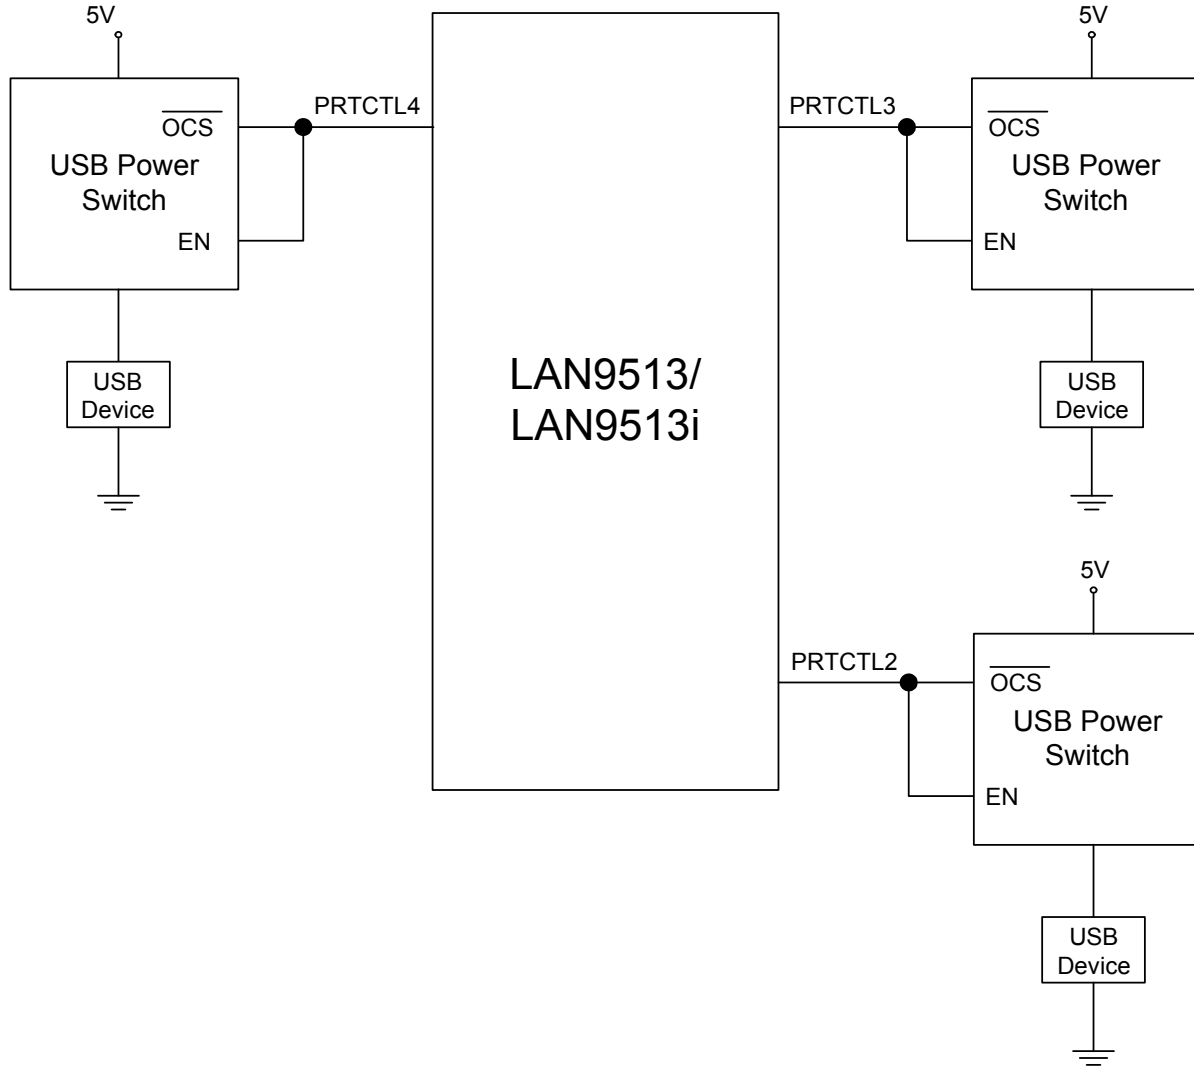 5V
OCS
USB Power
Switch
EN
PRTCTL4
USB
Device
LAN9513/
LAN9513i
5V
PRTCTL3
OCS
USB Power
Switch
EN
USB
Device
5V
PRTCTL2
OCS
USB Power
Switch
EN
USB
Device